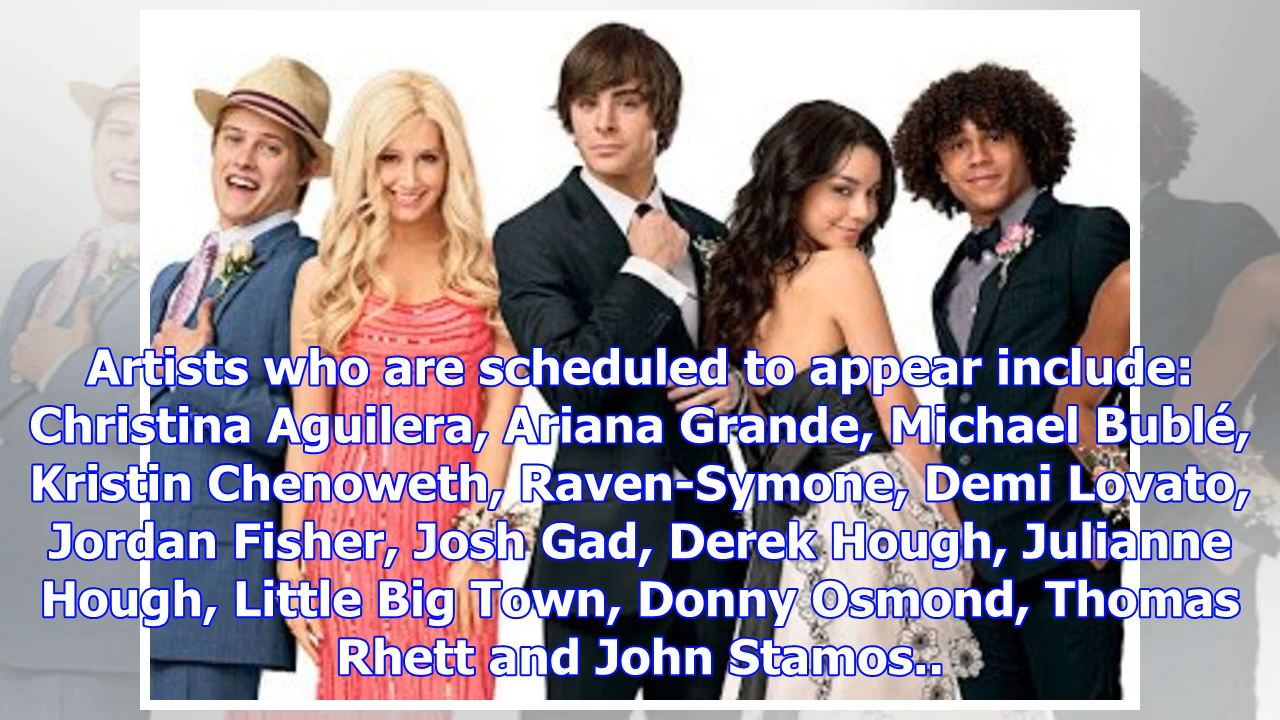 Artists who are scheduled to appear include:
Christina Aguilera, Ariana Grande, Michael Bublé,
Kristin Chenoweth, Raven-Symone, Demi Lovato,
Jordan Fisher, Josh Gad, Derek Hough, Julianne
Hough, Little Big Town, Donny Osmond, Thomas
Rhett and John Stamos..